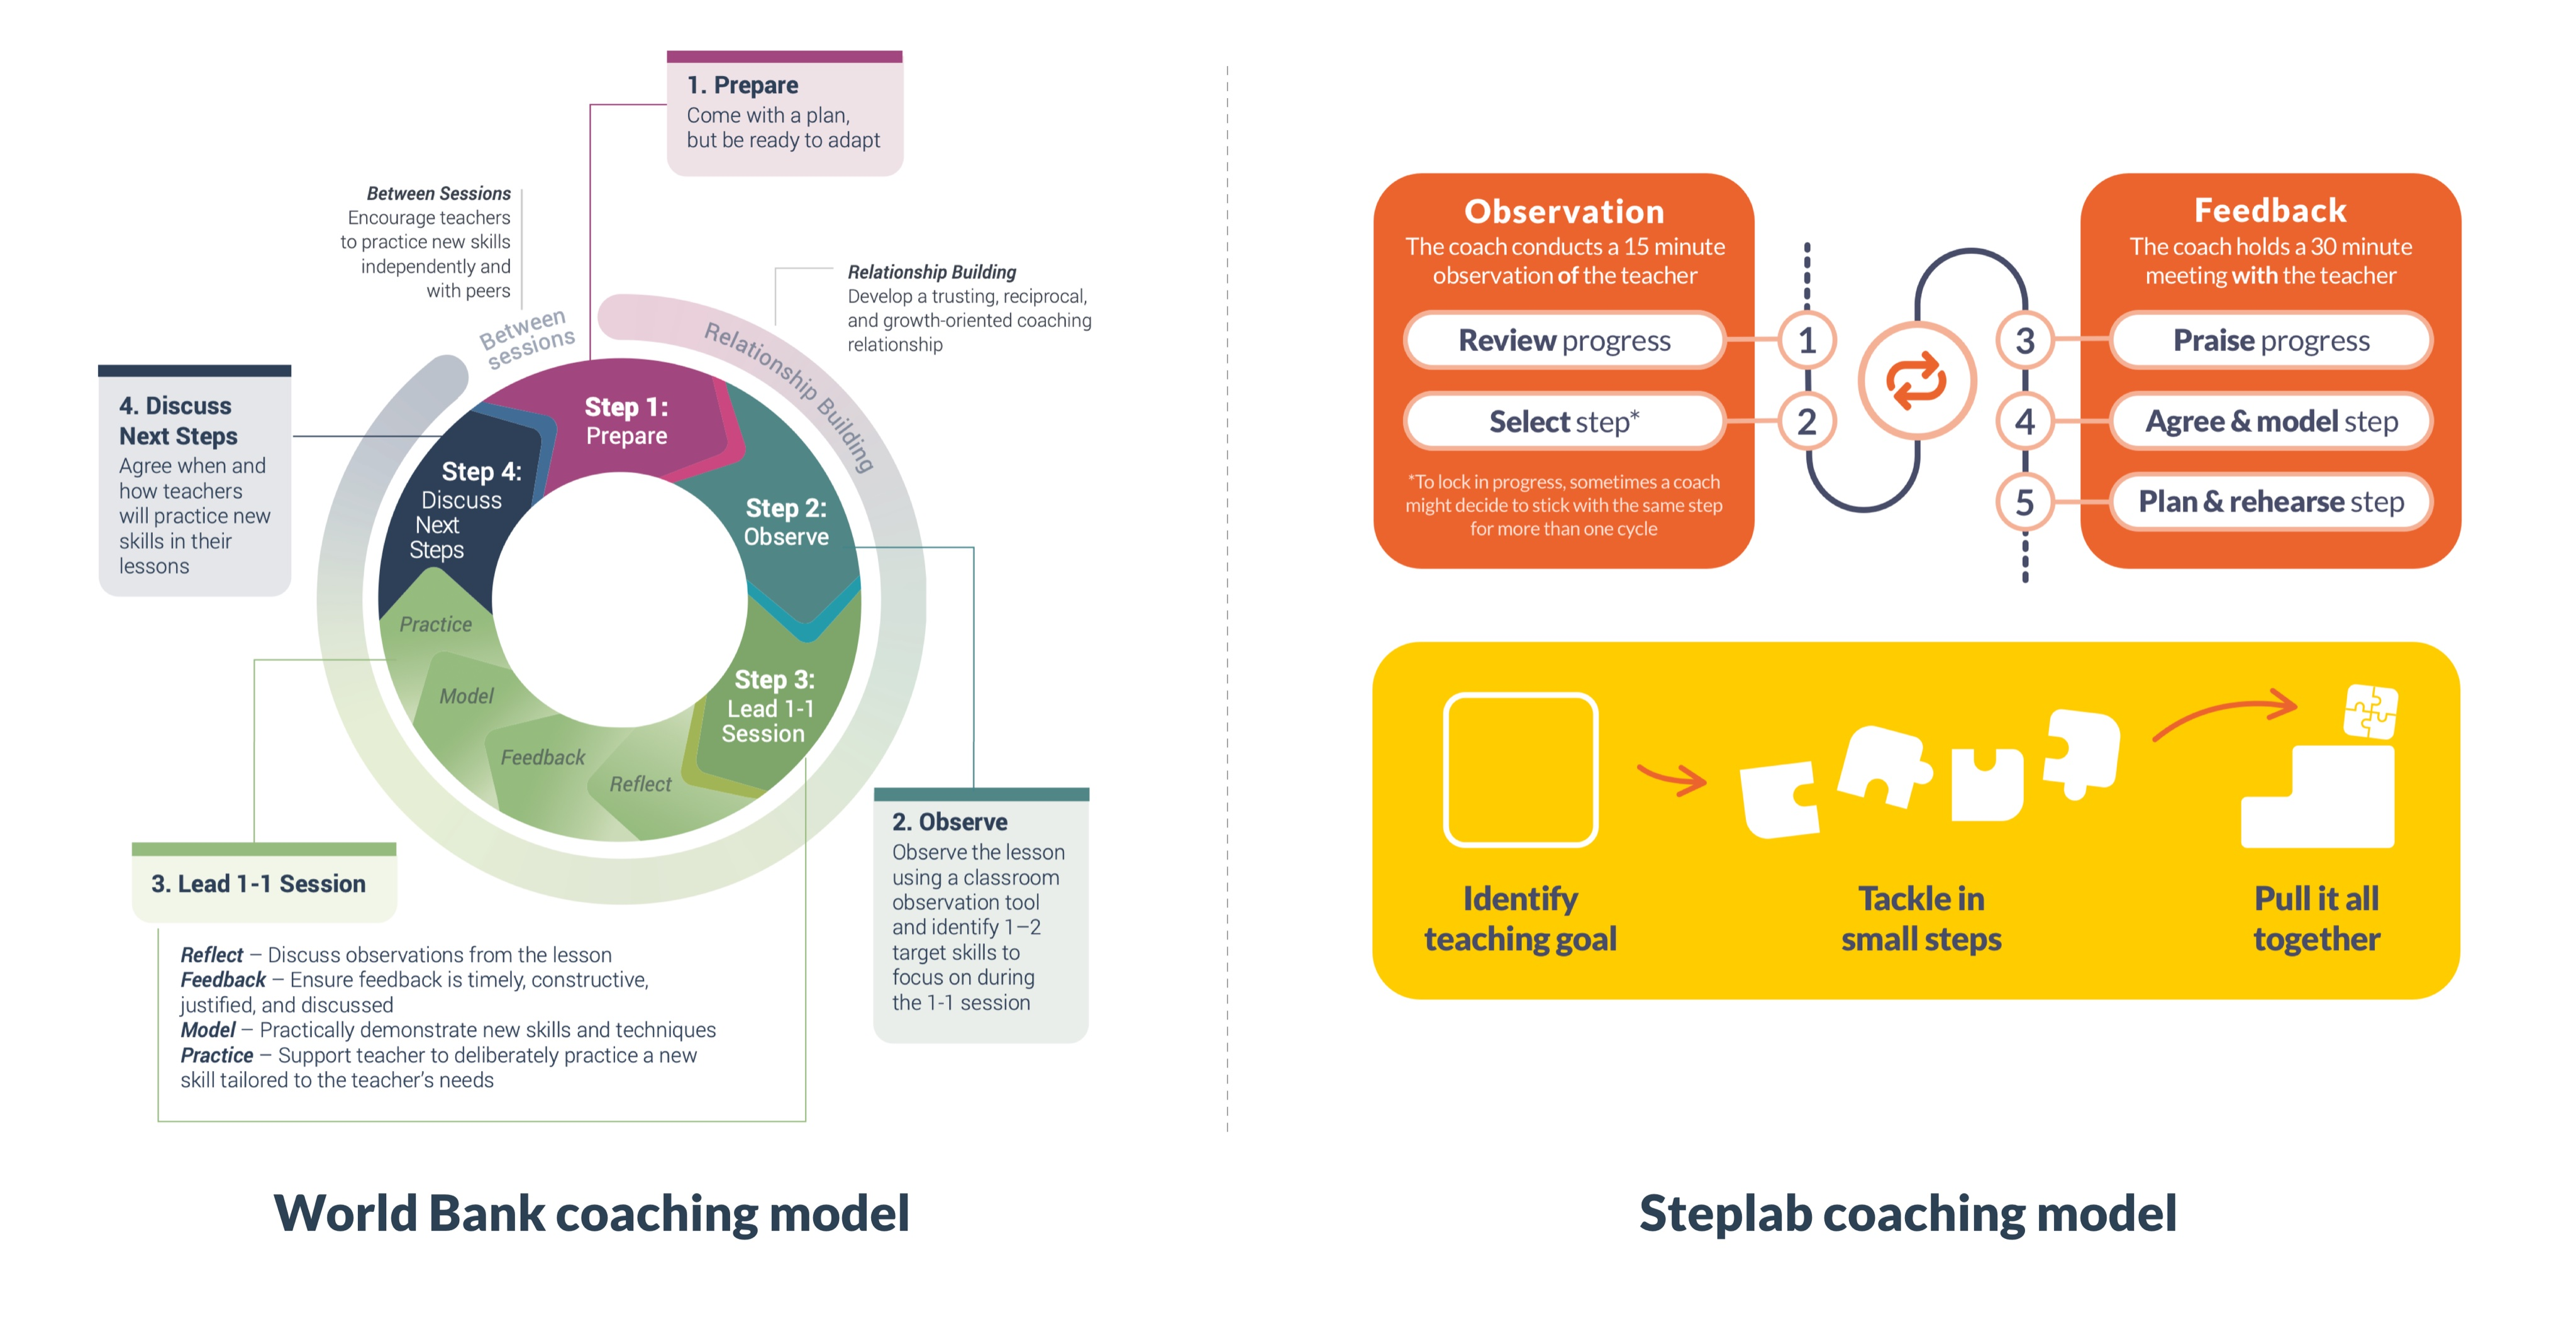 1. Prepare
Come with a plan,
but be ready to adapt
Between Sessions
Encourage teachers
to practice new skills
independently and
with peers
Relationship Building
Develop a trusting, reciprocal,
and growth-oriented coaching
relationship
Between
sessions
Relationship Building
4. Discuss
Next Steps
Agree when and
how teachers
will practice new
skills in their
lessons
Step 1:
Prepare
Step 2:
Observe
Step 3:
Lead 1-1
Session
Reflect
Feedback
Model
Practice
Step 4:
Discuss
Next
Steps
2. Observe
Observe the lesson
using a classroom
observation tool
and identify 1–2
target skills to
focus on during
the 1-1 session
3. Lead 1-1 Session
Reflect – Discuss observations from the lesson
Feedback – Ensure feedback is timely, constructive,
justified, and discussed
Model – Practically demonstrate new skills and techniques
Practice – Support teacher to deliberately practice a new
skill tailored to the teacher's needs
World Bank coaching model
Observation
The coach conducts a 15 minute
observation of the teacher
Review progress
1
Select step*
2
*To lock in progress, sometimes a coach
might decide to stick with the same step
for more than one cycle
Feedback
The coach holds a 30 minute
meeting with the teacher
3
Praise progress
4
Agree & model step
5
Plan & rehearse step
Identify
teaching goal
Tackle in
small steps
Pull it all
together
Steplab coaching model